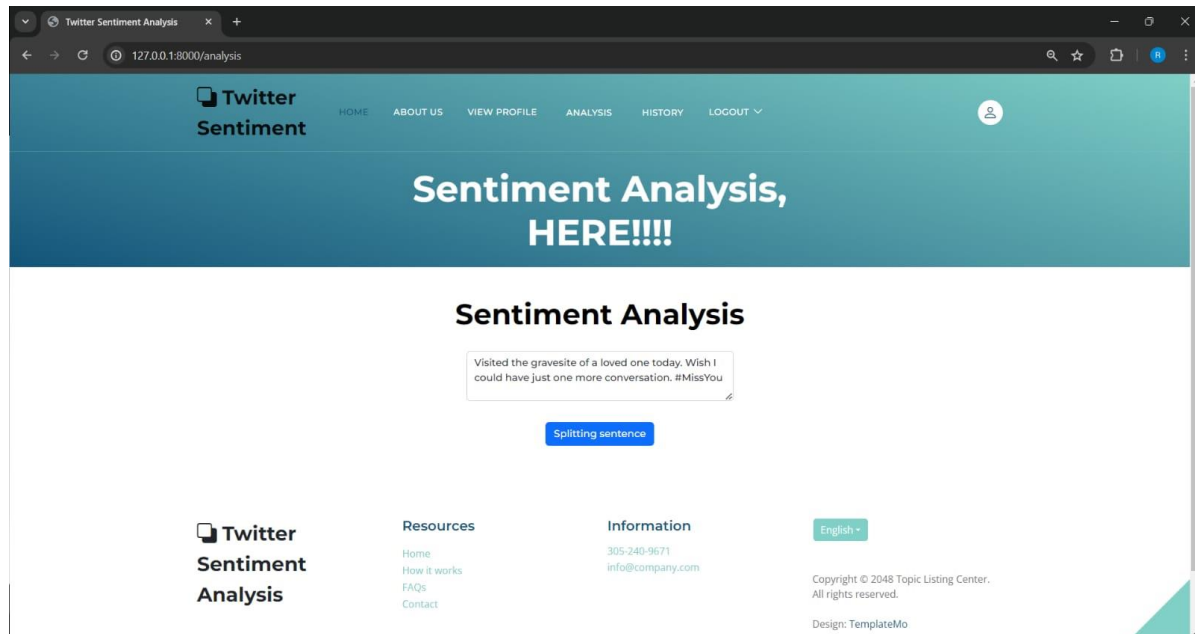 Twitter Sentiment Analysis
127.0.0.1:8000/analysis
R
Twitter
Sentiment
HOME ABOUT US VIEW PROFILE ANALYSIS HISTORY LOGOUT
Sentiment Analysis,
HERE!!!!
Sentiment Analysis
Visited the gravesite of a loved one today. Wish I
could have just one more conversation. #MissYou
Splitting sentence
Twitter
Sentiment
Analysis
Resources
Home
How it works
FAQs
Contact
Information
305-240-9671
info@company.com
English
Copyright © 2048 Topic Listing Center.
All rights reserved.
Design: TemplateMo